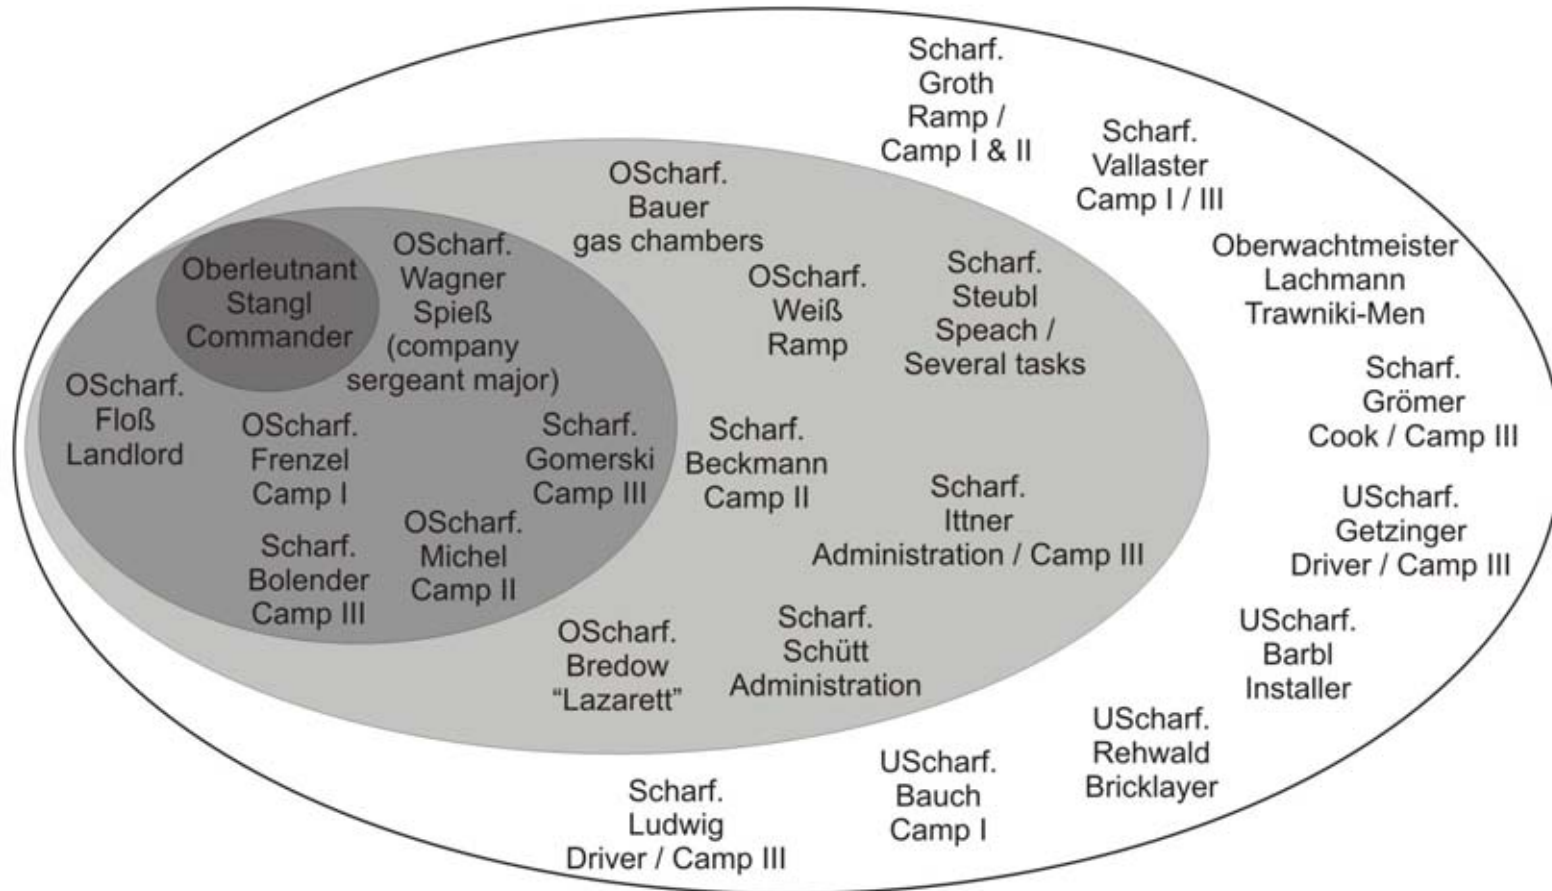 Scharf.
Groth
Ramp /
Camp I & II
Scharf.
Vallaster
Camp I / III
OScharf.
Bauer
gas chambers
Oberleutnant
Stangl
Commander
OScharf.
Wagner
Spieß
(company
sergeant major)
OScharf.
Weiß
Ramp
Scharf.
Steubl
Speach /
Several tasks
Oberwachtmeister
Lachmann
Trawniki-Men
OScharf.
Floß
Landlord
OScharf.
Frenzel
Camp I
Scharf.
Gomerski
Camp III
Scharf.
Beckmann
Camp II
Scharf.
Grömer
Cook / Camp III
Scharf.
Bolender
Camp III
OScharf.
Michel
Camp II
Scharf.
Ittner
Administration / Camp III
UScharf.
Getzinger
Driver / Camp III
OScharf.
Bredow
“Lazarett”
Scharf.
Schütt
Administration
UScharf.
Barbl
Installer
UScharf.
Rehwald
Bricklayer
Scharf.
Ludwig
Driver / Camp III
UScharf.
Bauch
Camp I